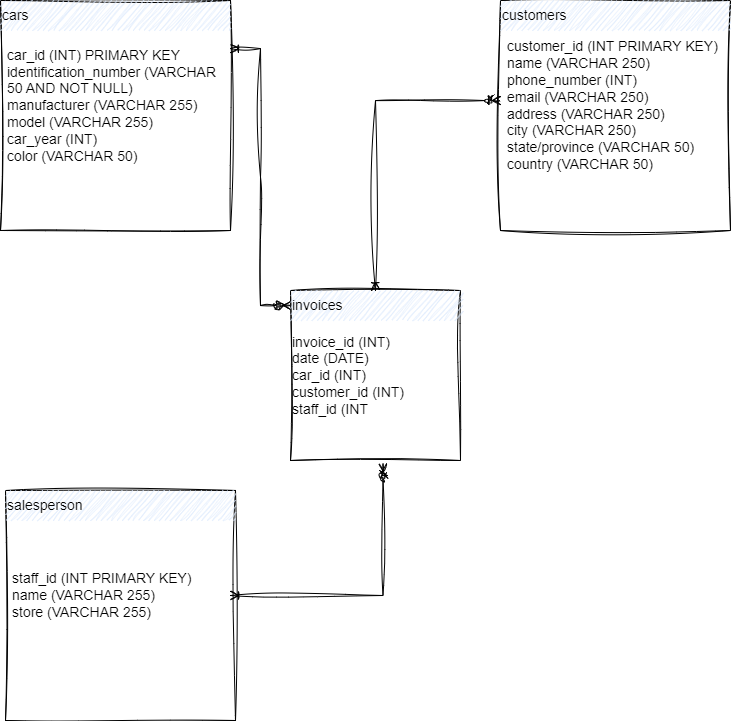 cars
car_id (INT) PRIMARY KEY
identification_number (VARCHAR
50 AND NOT NULL)
manufacturer (VARCHAR 255)
model (VARCHAR 255)
car_year (INT)
color (VARCHAR 50)
customers
customer_id (INT PRIMARY KEY)
name (VARCHAR 250)
phone_number (INT)
email (VARCHAR 250)
address (VARCHAR 250)
city (VARCHAR 250)
state/province (VARCHAR 50)
country (VARCHAR 50)
invoices
invoice_id (INT)
date (DATE)
car_id (INT)
customer_id (INT)
staff_id (INT
salesperson
staff_id (INT PRIMARY KEY)
name (VARCHAR 255)
store (VARCHAR 255)